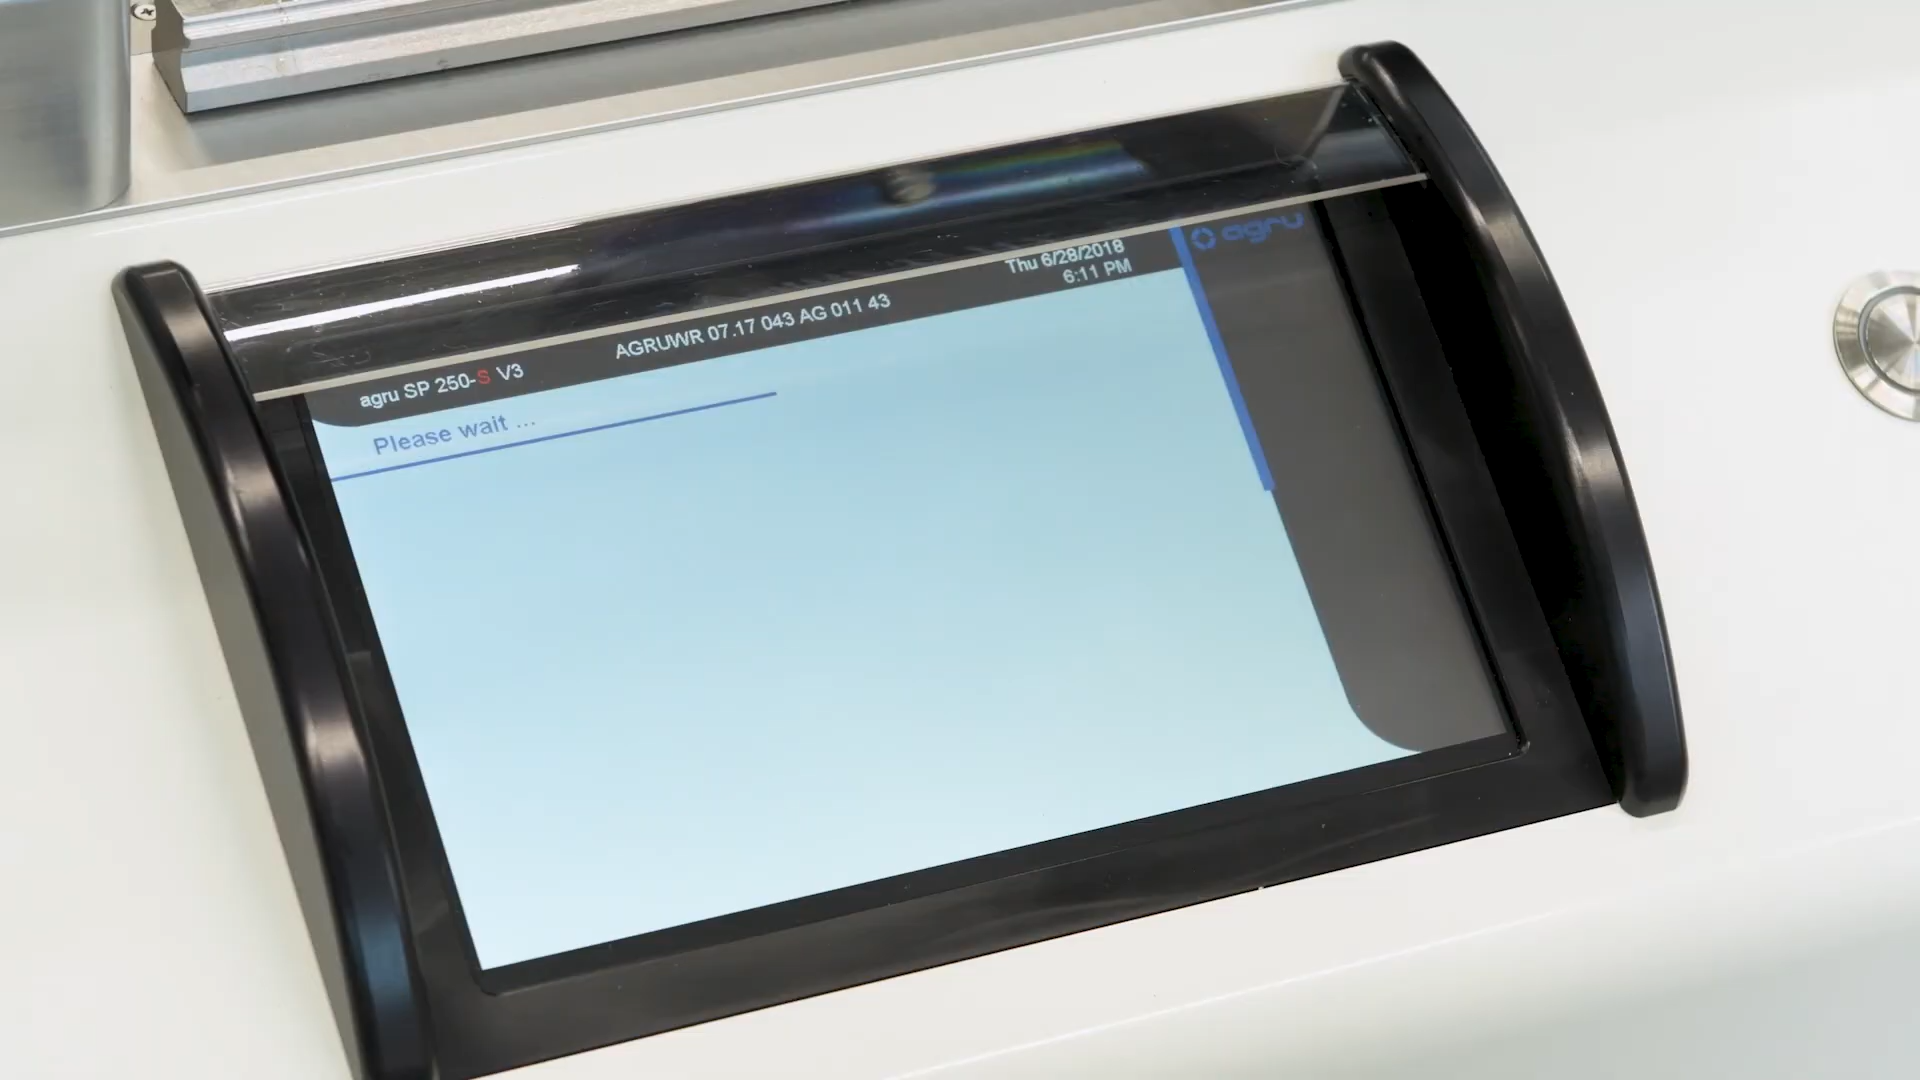 agru SP 250-S V3
AGRUWR 07.17 043 AG 011 43
Thu 6/28/2018
6:11 PM
agru
Please wait ...